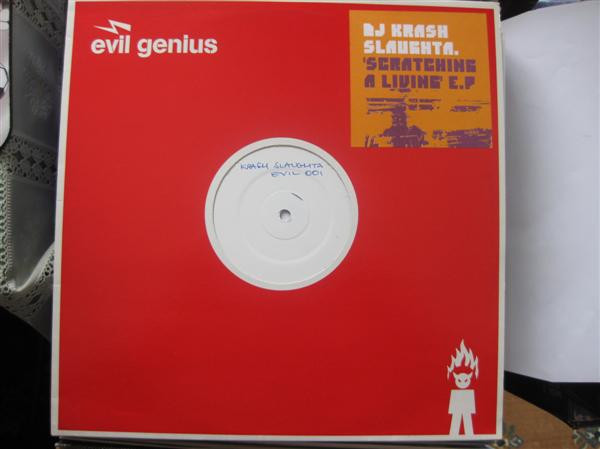 evil genius
DJ KRASH
SLAUGHTA.
'SCRATCHING
A LIVING' E.P
KRASH SLAUGHTA
EVIL 001